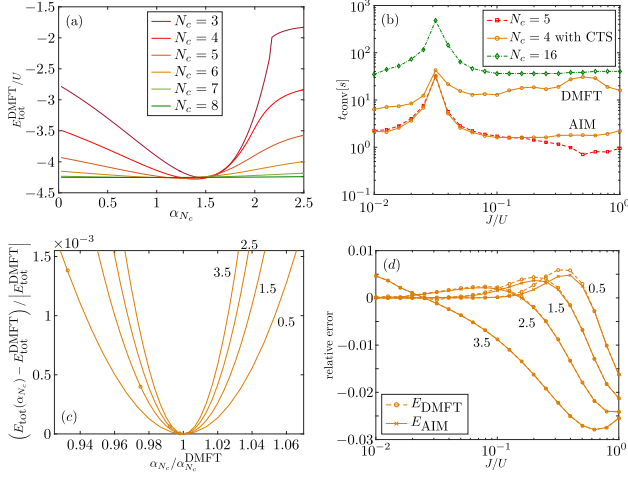 (a)
N_c = 3
N_c = 4
N_c = 5
N_c = 6
N_c = 7
N_c = 8
E_tot^DMFT/U
-1.5
-2
-2.5
-3
-3.5
-4
-4.5
0
0.5
1
1.5
2
2.5
α_{N_c}
(b)
N_c = 5
N_c = 4 with CTS
N_c = 16
DMFT
AIM
t_conv[s]
10^3
10^2
10^1
10^0
10^-1
10^-2
10^-1
10^0
J/U
×10^-3
(E_tot(α_{N_c}) − E_tot^DMFT) / |E_tot^DMFT|
1.5
1
0.5
0
3.5
2.5
1.5
0.5
(c)
0.94
0.96
0.98
1
1.02
1.04
1.06
α_{N_c}/α_{N_c}^DMFT
(d)
relative error
0.01
0.005
0
-0.005
-0.01
-0.02
-0.03
0.5
1.5
2.5
3.5
E_DMFT
E_AIM
10^-2
10^-1
10^0
J/U